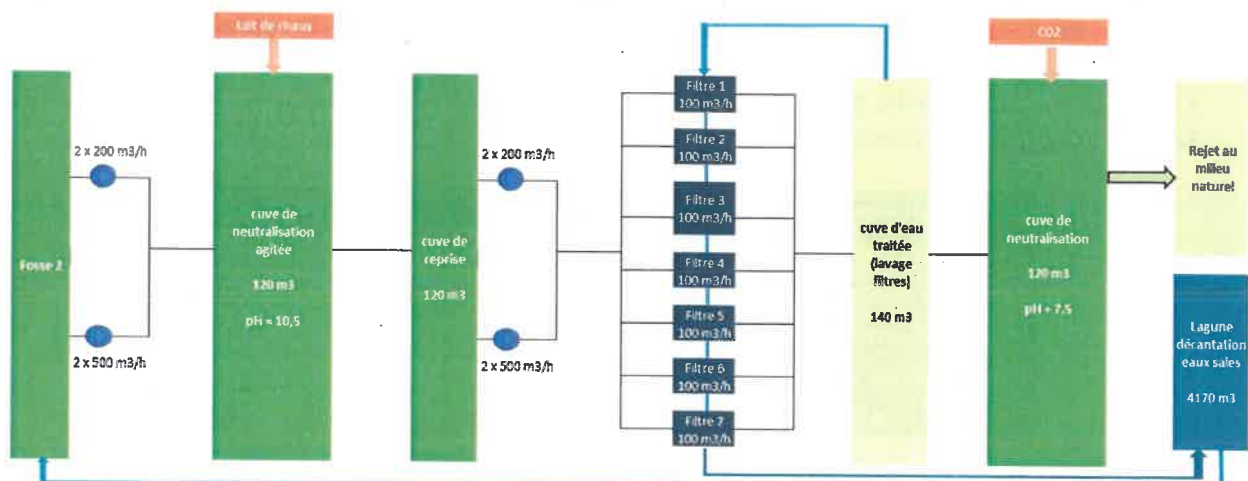 Lait de chaux
CO2
Fosse 2
2 x 200 m3/h
2 x 500 m3/h
cuve de
neutralisation
agitée
120 m3
pH = 10,5
cuve de
reprise
120 m3
2 x 200 m3/h
2 x 500 m3/h
Filtre 1
100 m3/h
Filtre 2
100 m3/h
Filtre 3
100 m3/h
Filtre 4
100 m3/h
Filtre 5
100 m3/h
Filtre 6
100 m3/h
Filtre 7
100 m3/h
cuve d'eau
traitée
(lavage
filtres)
140 m3
cuve de
neutralisation
120 m3
pH = 7,5
Rejet au
milieu
naturel
Lagune
décantation
eaux sales
4170 m3